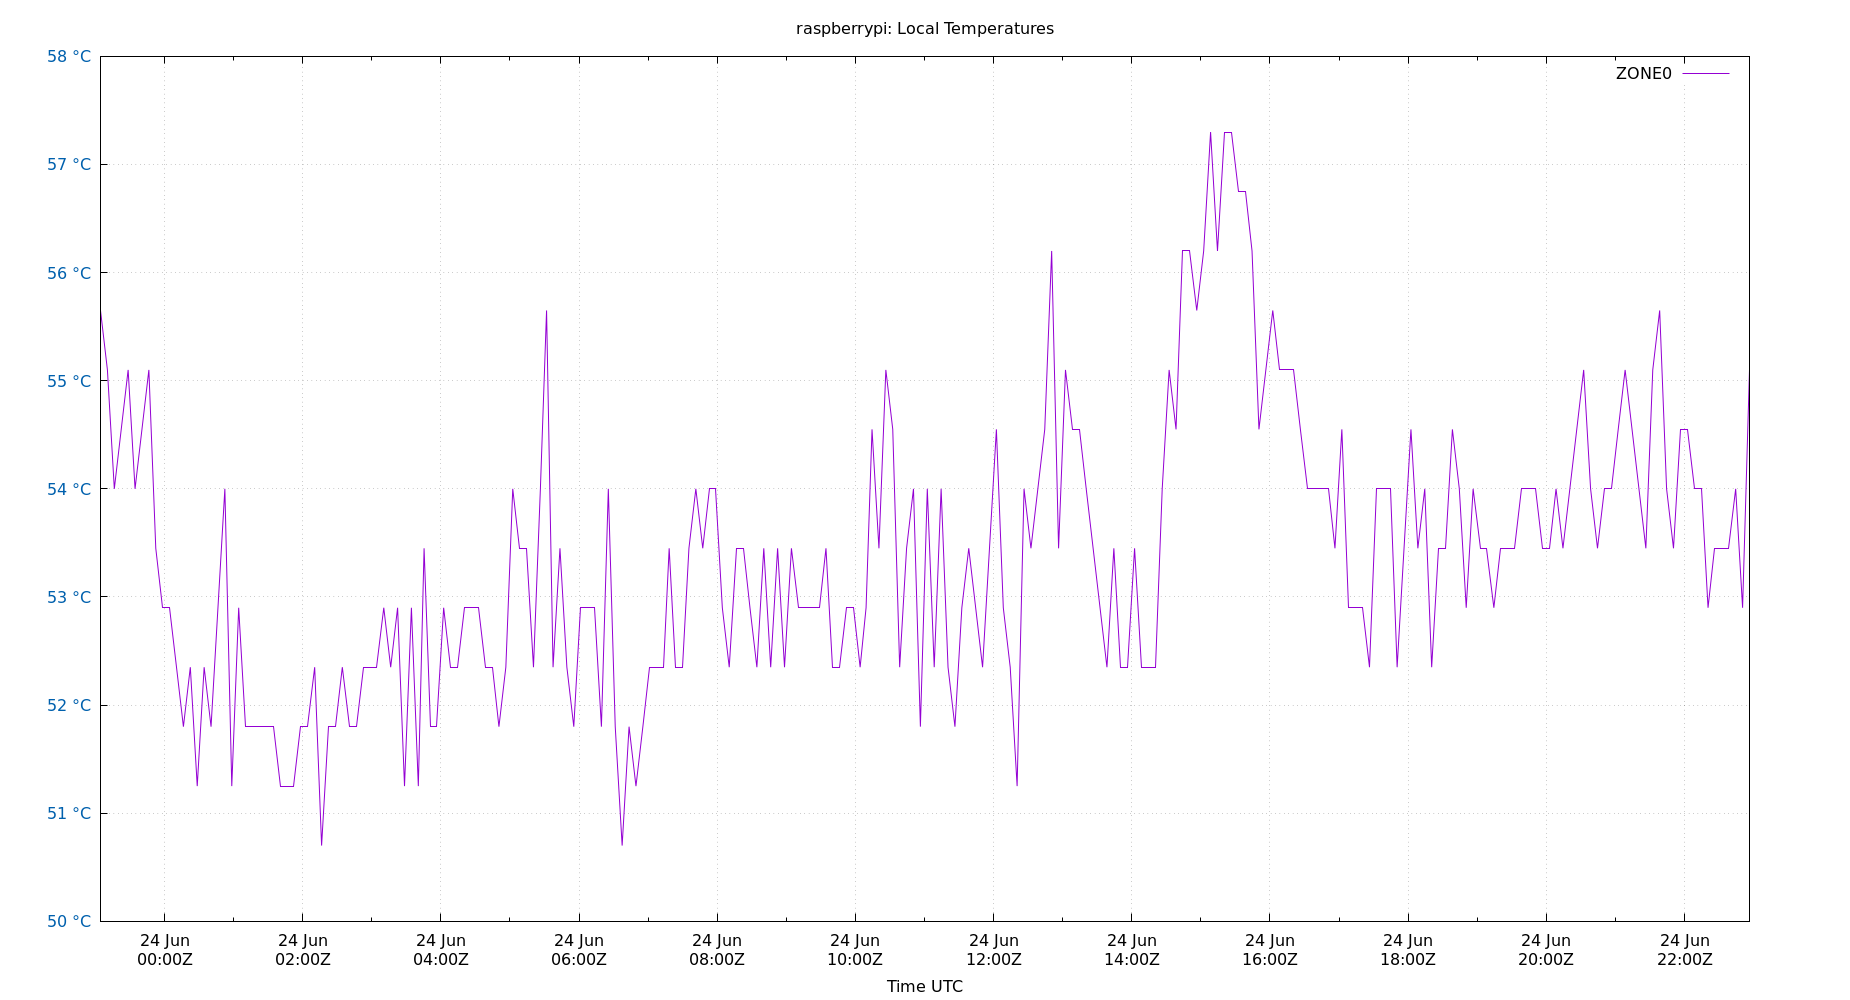 raspberrypi: Local Temperatures
58 °C
ZONE0
57 °C
56 °C
55 °C
54 °C
53 °C
52 °C
51 °C
50 °C
24 Jun 24 Jun 24 Jun 24 Jun 24 Jun 24 Jun 24 Jun 24 Jun 24 Jun 24 Jun 24 Jun 24 Jun
00:00Z 02:00Z 04:00Z 06:00Z 08:00Z 10:00Z 12:00Z 14:00Z 16:00Z 18:00Z 20:00Z 22:00Z
Time UTC